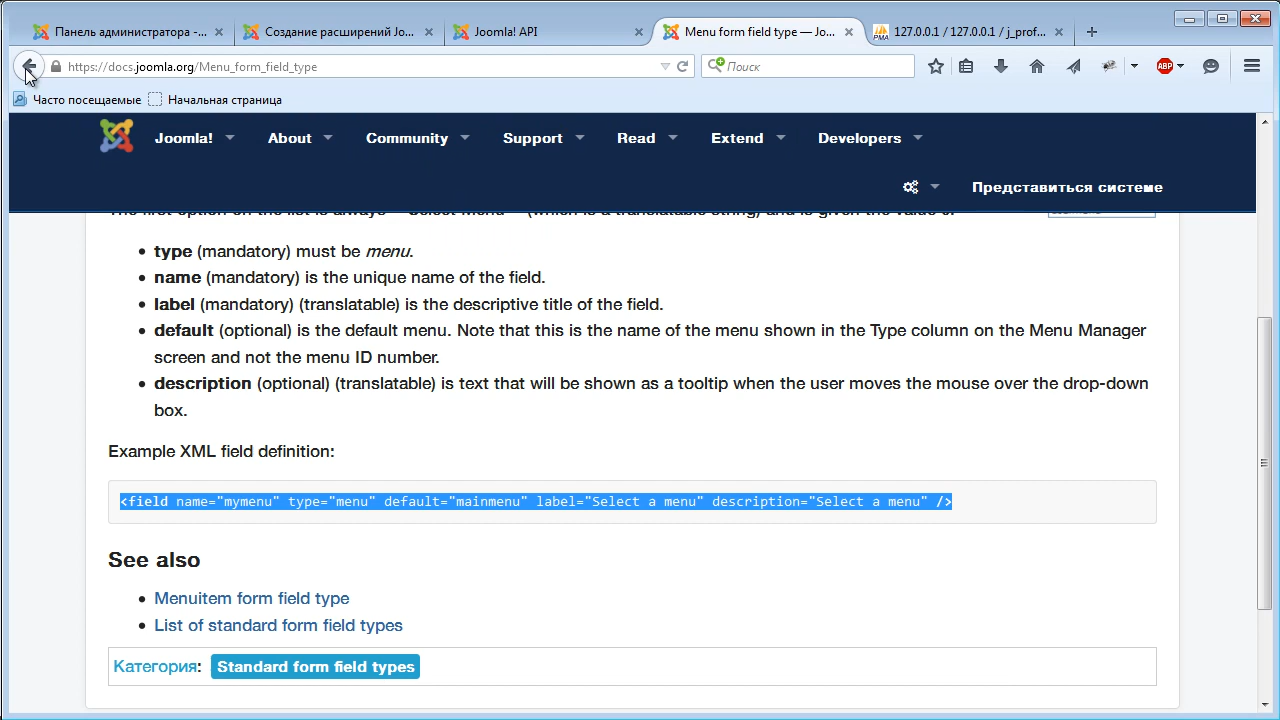 Панель администратора -...
Создание расширений Jo...
Joomla! API
Menu form field type — Jo...
127.0.0.1 / 127.0.0.1 / j_prof...
https://docs.joomla.org/Menu_form_field_type
Поиск
ABP
Часто посещаемые
Начальная страница
Joomla!
About
Community
Support
Read
Extend
Developers
Представиться системе
• type (mandatory) must be menu.
• name (mandatory) is the unique name of the field.
• label (mandatory) (translatable) is the descriptive title of the field.
• default (optional) is the default menu. Note that this is the name of the menu shown in the Type column on the Menu Manager
screen and not the menu ID number.
• description (optional) (translatable) is text that will be shown as a tooltip when the user moves the mouse over the drop-down
box.
Example XML field definition:
<field name="mymenu" type="menu" default="mainmenu" label="Select a menu" description="Select a menu" />
See also
• Menuitem form field type
• List of standard form field types
Категория: Standard form field types